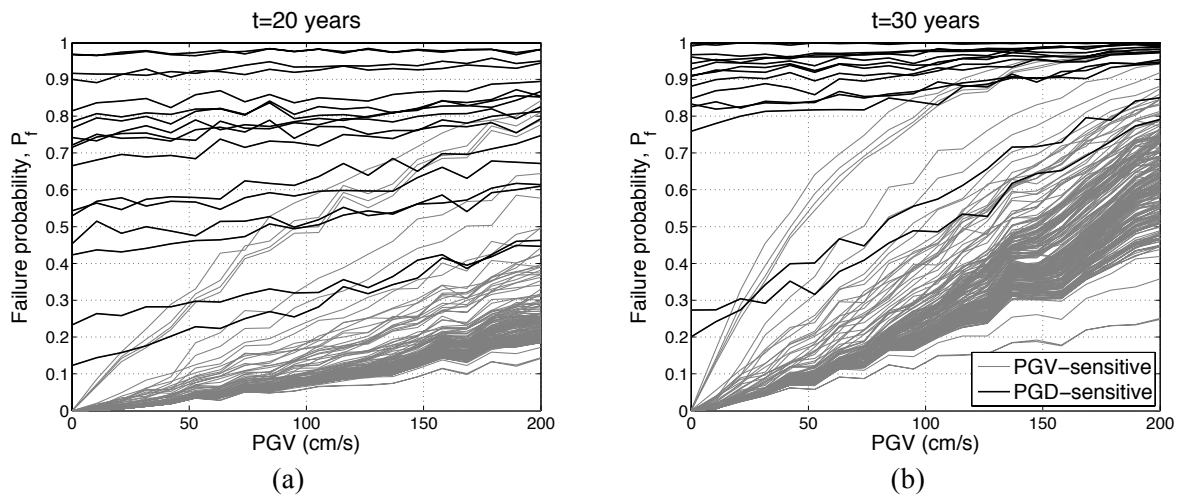 t=20 years
1
0.9
0.8
0.7
0.6
0.5
0.4
0.3
0.2
0.1
0
Failure probability, P_f
0 50 100 150 200
PGV (cm/s)
(a)
t=30 years
1
0.9
0.8
0.7
0.6
0.5
0.4
0.3
0.2
0.1
0
Failure probability, P_f
0 50 100 150 200
PGV (cm/s)
PGV−sensitive
PGD−sensitive
(b)